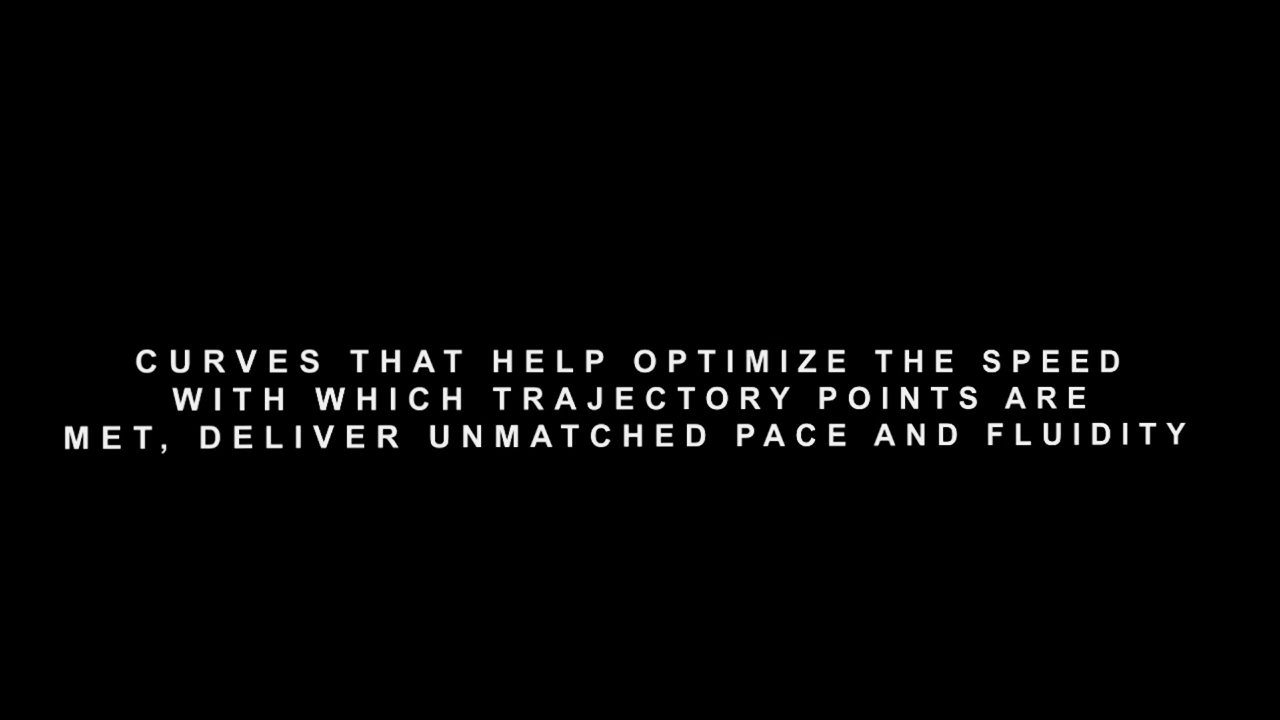 CURVES THAT HELP OPTIMIZE THE SPEED
WITH WHICH TRAJECTORY POINTS ARE
MET, DELIVER UNMATCHED PACE AND FLUIDITY